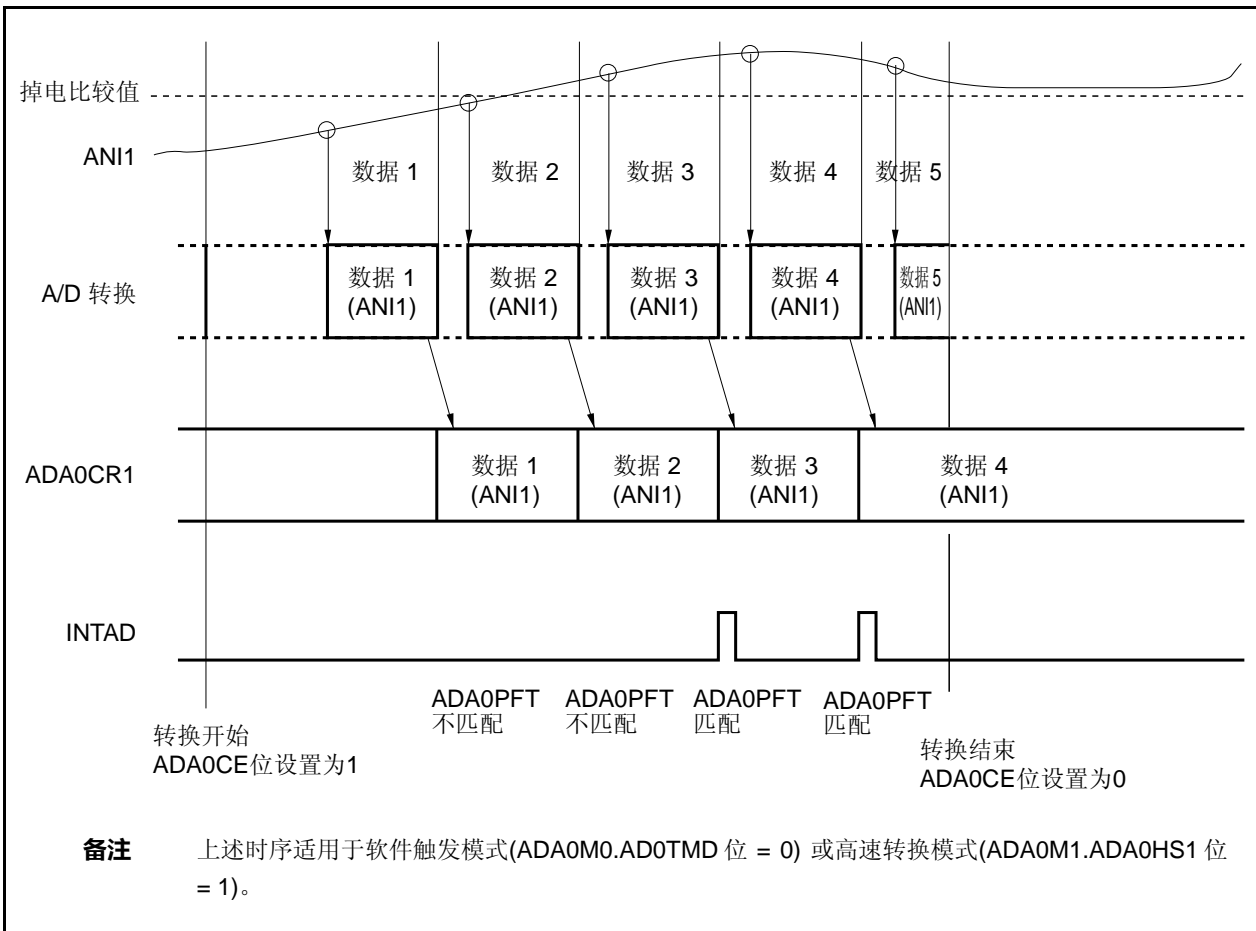 掉电比较值
ANI1
数据 1
数据 2
数据 3
数据 4
数据 5
A/D 转换
数据 1
(ANI1)
数据 2
(ANI1)
数据 3
(ANI1)
数据 4
(ANI1)
数据 5
(ANI1)
ADA0CR1
数据 1
(ANI1)
数据 2
(ANI1)
数据 3
(ANI1)
数据 4
(ANI1)
INTAD
ADA0PFT
不匹配
ADA0PFT
不匹配
ADA0PFT
匹配
ADA0PFT
匹配
转换开始
ADA0CE位设置为1
转换结束
ADA0CE位设置为0
备注 上述时序适用于软件触发模式(ADA0M0.AD0TMD 位 = 0) 或高速转换模式(ADA0M1.ADA0HS1 位
= 1)。